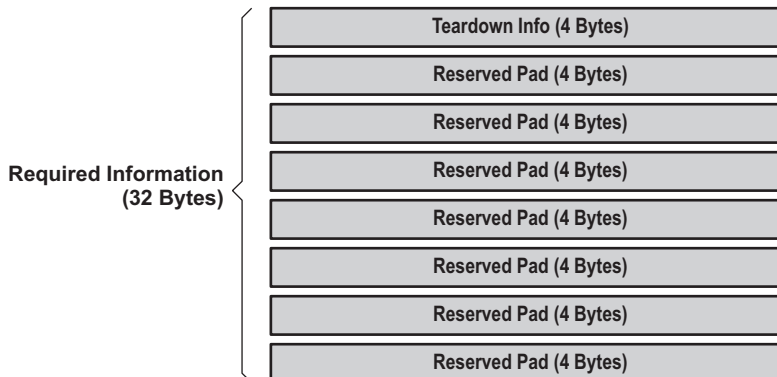 Teardown Info (4 Bytes)
Reserved Pad (4 Bytes)
Reserved Pad (4 Bytes)
Reserved Pad (4 Bytes)
Required Information
(32 Bytes)
Reserved Pad (4 Bytes)
Reserved Pad (4 Bytes)
Reserved Pad (4 Bytes)
Reserved Pad (4 Bytes)